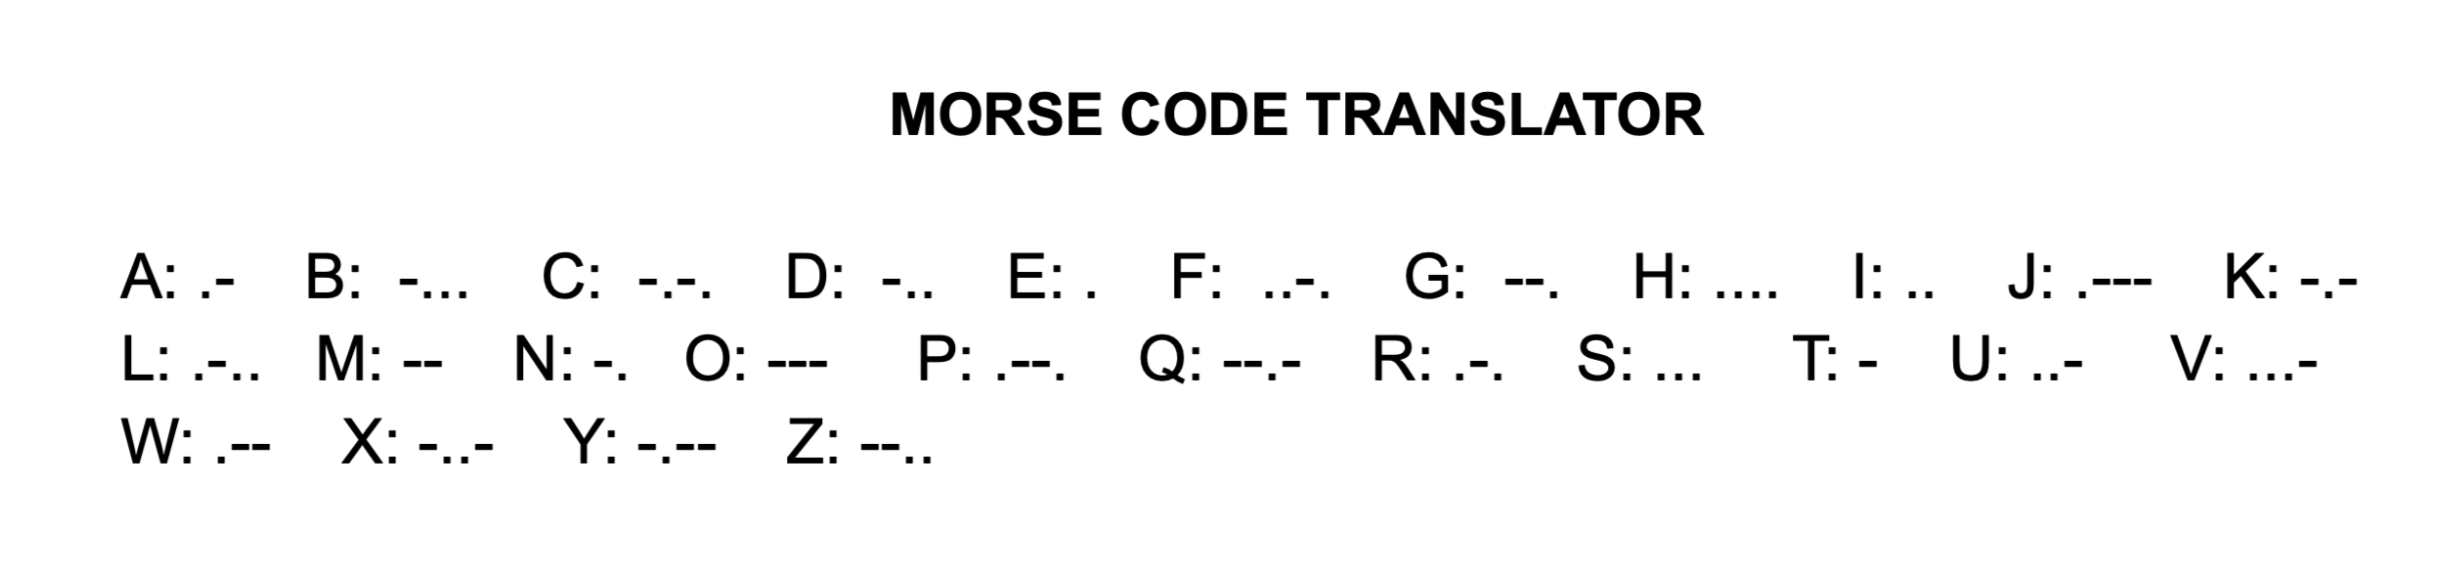 MORSE CODE TRANSLATOR
A: .- B: -... C: -.-. D: -.. E: . F: ..-. G: --. H: .... I: .. J: .--- K: -.-
L: .-.. M: -- N: -. O: --- P: .--. Q: --.- R: .-. S: ... T: - U: ..- V: ...-
W: .-- X: -..- Y: -.-- Z: --..